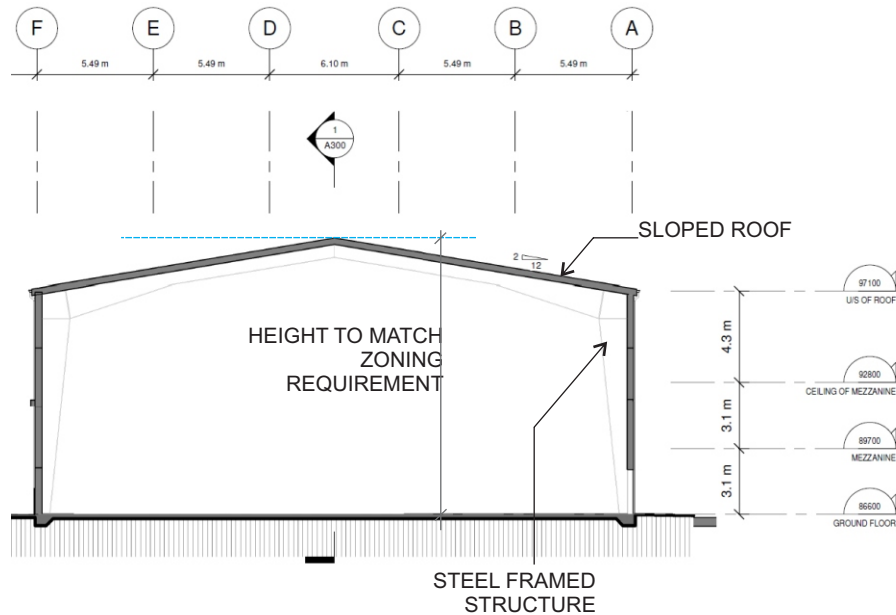 F E D C B A
5.49 m 5.49 m 6.10 m 5.49 m 5.49 m
1
A300
SLOPED ROOF
2
12
97100
U/S OF ROOF
HEIGHT TO MATCH
ZONING
REQUIREMENT
4.3 m
92800
CEILING OF MEZZANINE
3.1 m
89700
MEZZANINE
3.1 m
86600
GROUND FLOOR
STEEL FRAMED
STRUCTURE